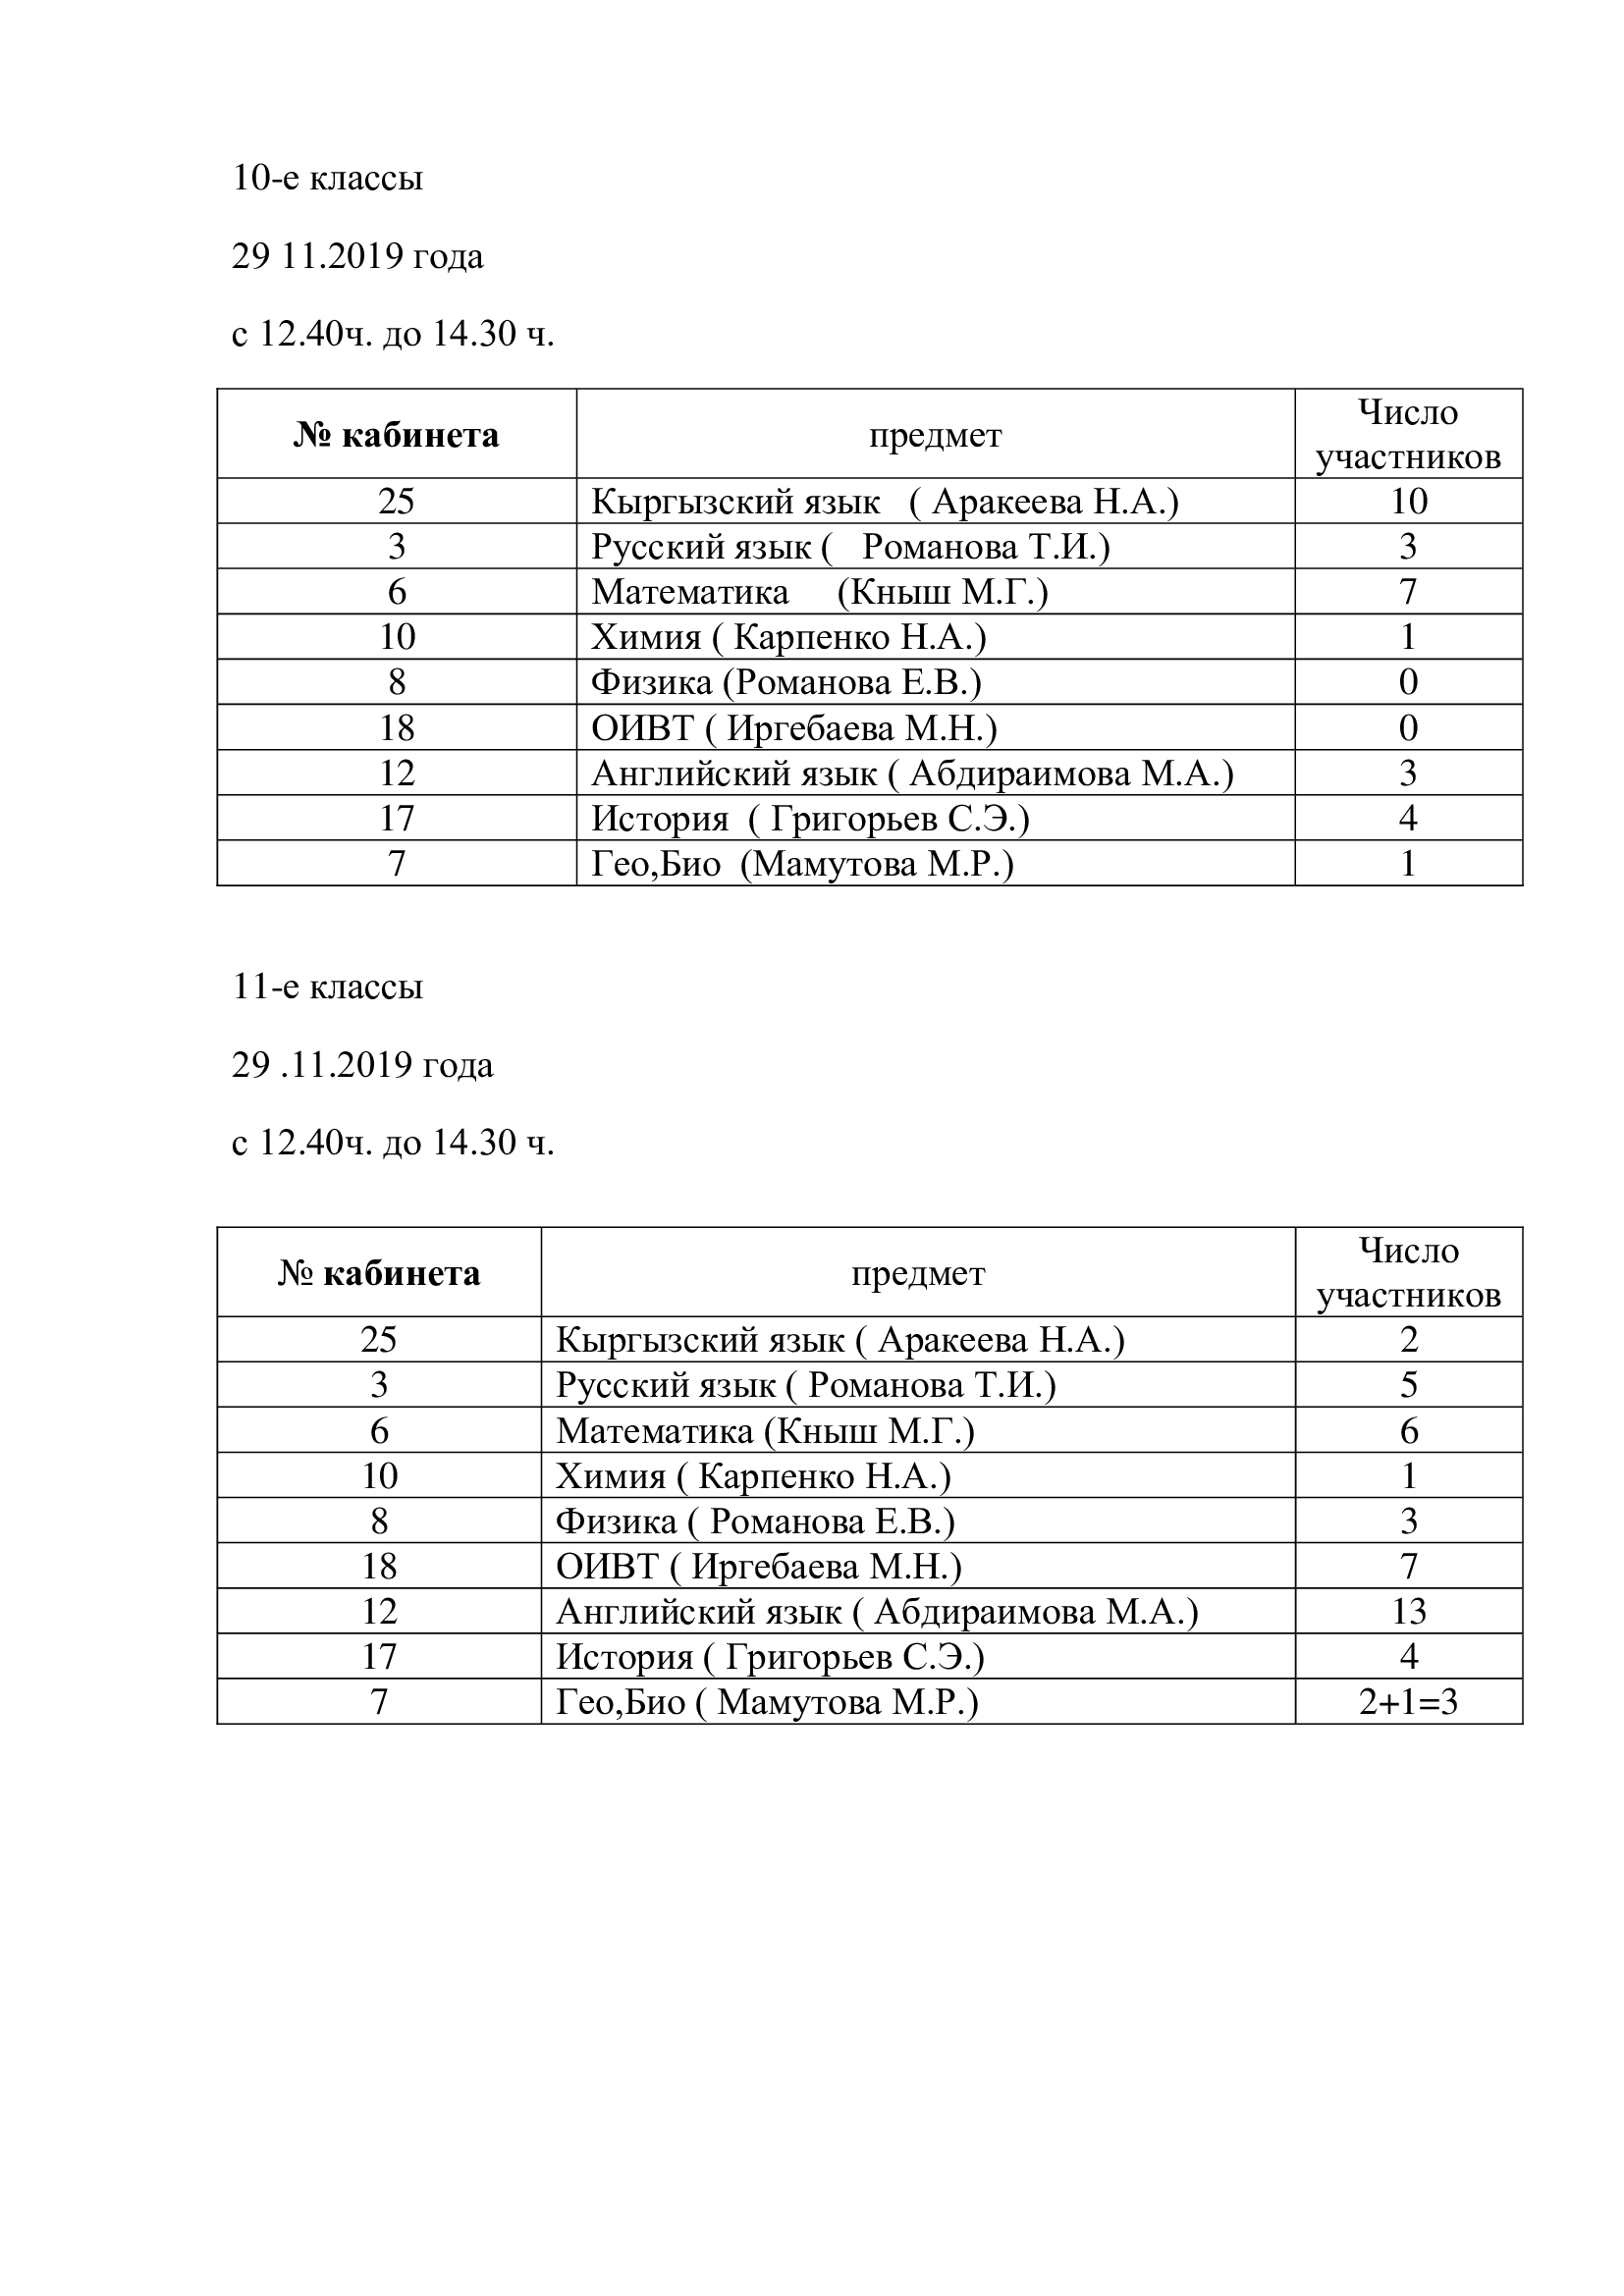 10-е классы
29 11.2019 года
с 12.40ч. до 14.30 ч.
№ кабинета предмет Число участников
25 Кыргызский язык ( Аракеева Н.А.) 10
3 Русский язык ( Романова Т.И.) 3
6 Математика (Кныш М.Г.) 7
10 Химия ( Карпенко Н.А.) 1
8 Физика (Романова Е.В.) 0
18 ОИВТ ( Иргебаева М.Н.) 0
12 Английский язык ( Абдираимова М.А.) 3
17 История ( Григорьев С.Э.) 4
7 Гео,Био (Мамутова М.Р.) 1
11-е классы
29 .11.2019 года
с 12.40ч. до 14.30 ч.
№ кабинета предмет Число участников
25 Кыргызский язык ( Аракеева Н.А.) 2
3 Русский язык ( Романова Т.И.) 5
6 Математика (Кныш М.Г.) 6
10 Химия ( Карпенко Н.А.) 1
8 Физика ( Романова Е.В.) 3
18 ОИВТ ( Иргебаева М.Н.) 7
12 Английский язык ( Абдираимова М.А.) 13
17 История ( Григорьев С.Э.) 4
7 Гео,Био ( Мамутова М.Р.) 2+1=3